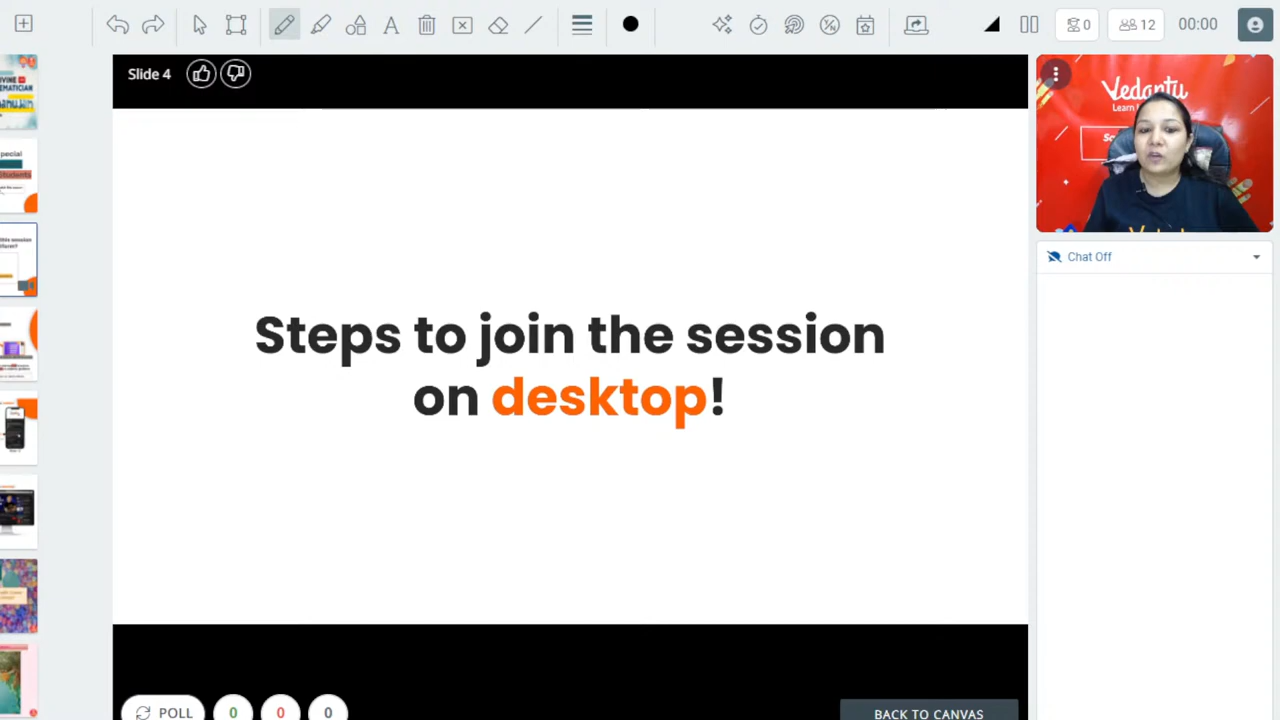 0
12
00:00
Slide 4
Vedantu
Chat Off
Steps to join the session
on desktop!
POLL
0
0
0
BACK TO CANVAS